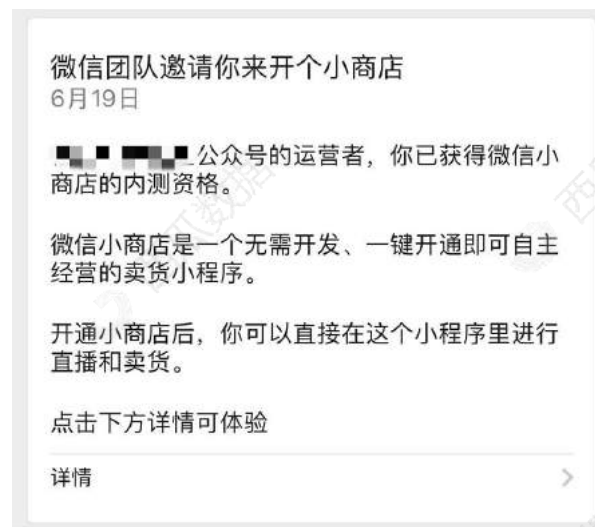 微信团队邀请你来开个小商店
6月19日
公众号的运营者，你已获得微信小
商店的内测资格。
微信小商店是一个无需开发、一键开通即可自主
经营的卖货小程序。
开通小商店后，你可以直接在这个小程序里进行
直播和卖货。
点击下方详情可体验
详情
西瓜数据